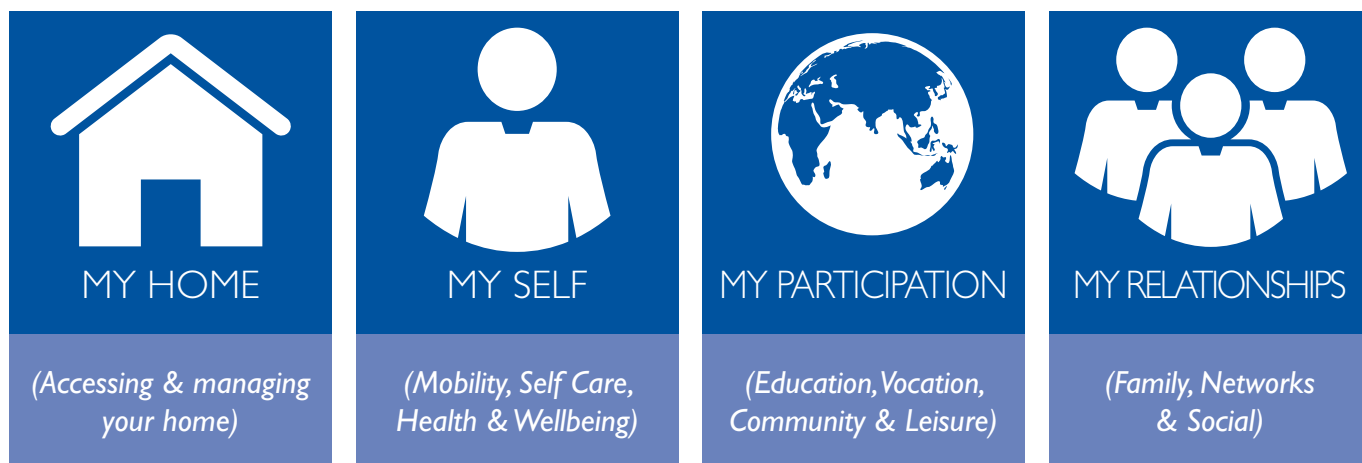 MY HOME
(Accessing & managing
your home)
MY SELF
(Mobility, Self Care,
Health & Wellbeing)
MY PARTICIPATION
(Education, Vocation,
Community & Leisure)
MY RELATIONSHIPS
(Family, Networks
& Social)